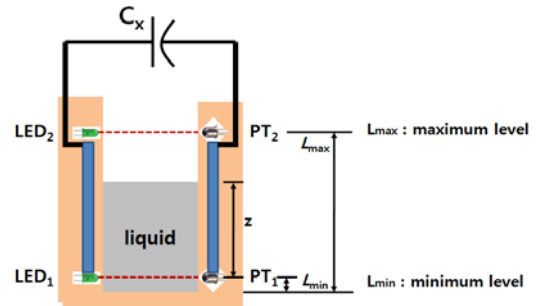 Cx
LED2
PT2
Lmax
Lmax : maximum level
liquid
z
LED1
PT1
Lmin
Lmin : minimum level